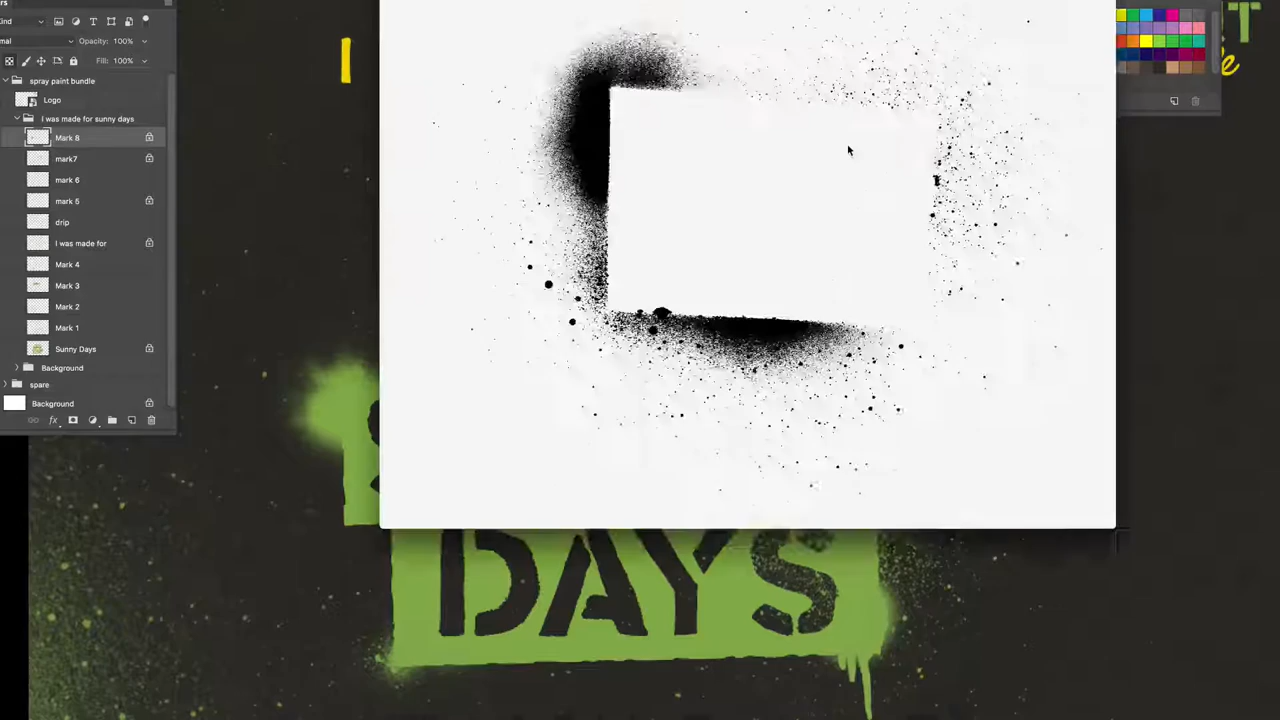 Opacity: 100%
Fill: 100%
spray paint bundle
Logo
I was made for sunny days
Mark 8
mark7
mark 6
mark 5
drip
I was made for
Mark 4
Mark 3
Mark 2
Mark 1
Sunny Days
Background
spare
Background
fx
I
T
DAYS